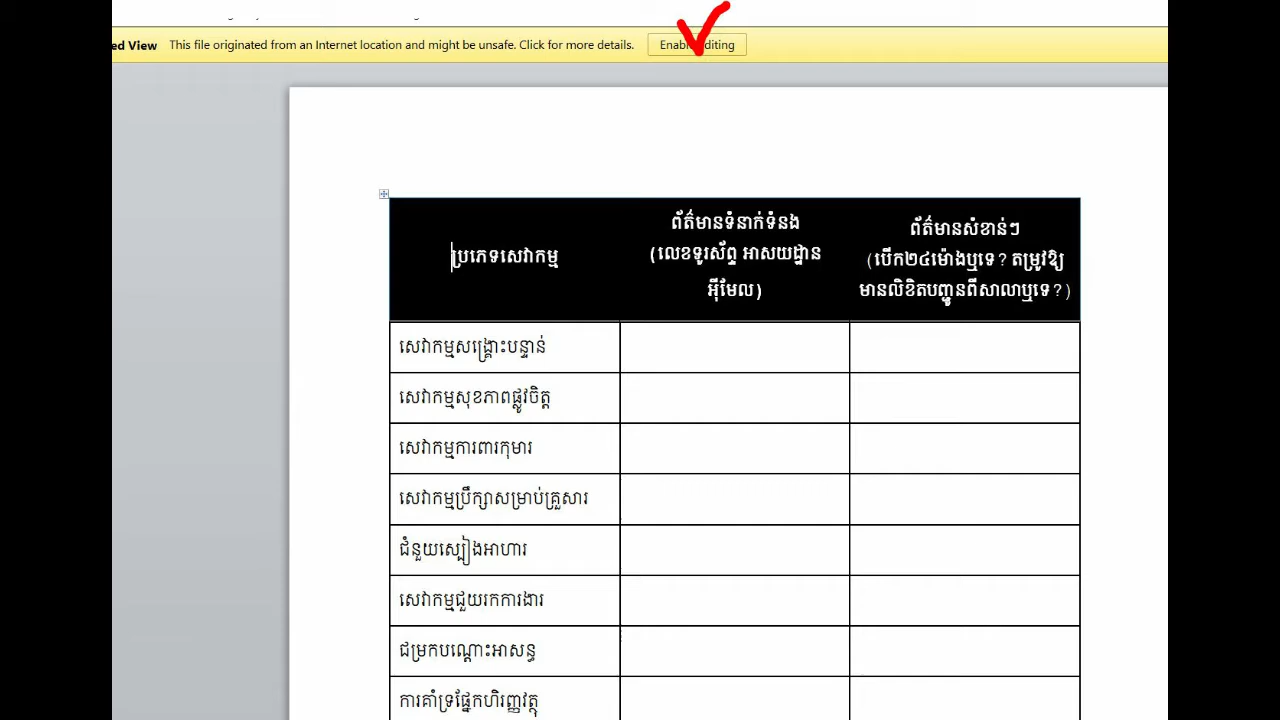 ed View This file originated from an Internet location and might be unsafe. Click for more details. Enable Editing
ប្រភេទសេវាកម្ម
ព័ត៌មានទំនាក់ទំនង
(លេខទូរស័ព្ទ អាសយដ្ឋាន
អ៊ីមែល)
ព័ត៌មានសំខាន់ៗ
(បើក២៤ម៉ោងឬទេ? តម្រូវឱ្យ
មានលិខិតបញ្ជូនពីសាលាឬទេ?)
សេវាកម្មសង្គ្រោះបន្ទាន់
សេវាកម្មសុខភាពផ្លូវចិត្ត
សេវាកម្មការពារកុមារ
សេវាកម្មប្រឹក្សាសម្រាប់គ្រួសារ
ជំនួយស្បៀងអាហារ
សេវាកម្មជួយរកការងារ
ជម្រកបណ្ដោះអាសន្ន
ការគាំទ្រផ្នែកហិរញ្ញវត្ថុ